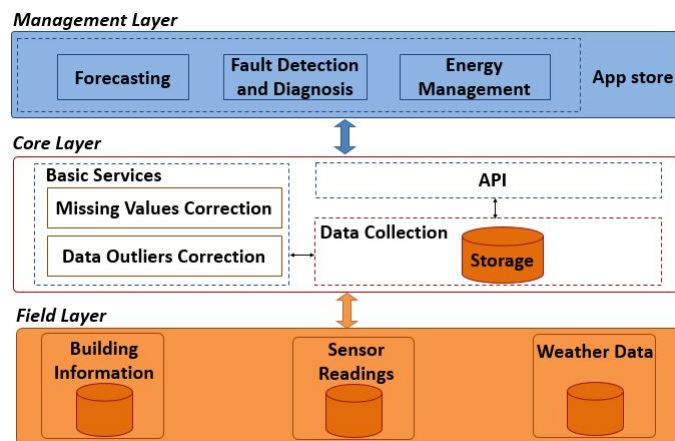 Management Layer
Forecasting
Fault Detection
and Diagnosis
Energy
Management
App store
Core Layer
Basic Services
Missing Values Correction
Data Outliers Correction
API
Data Collection
Storage
Field Layer
Building
Information
Sensor
Readings
Weather Data